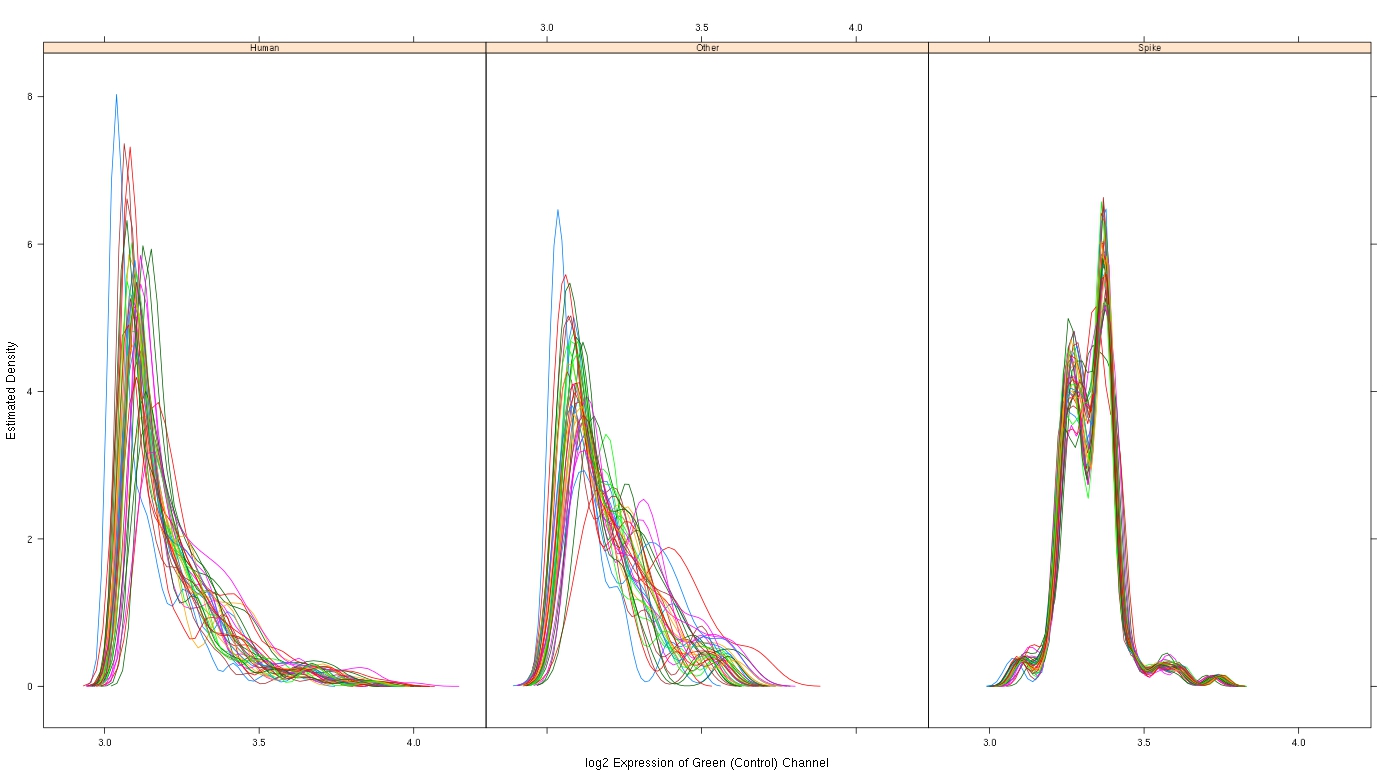 3.0 3.5 4.0
Human Other Spike
8
6
4
2
0
Estimated Density
3.0 3.5 4.0 3.0 3.5 4.0
log2 Expression of Green (Control) Channel